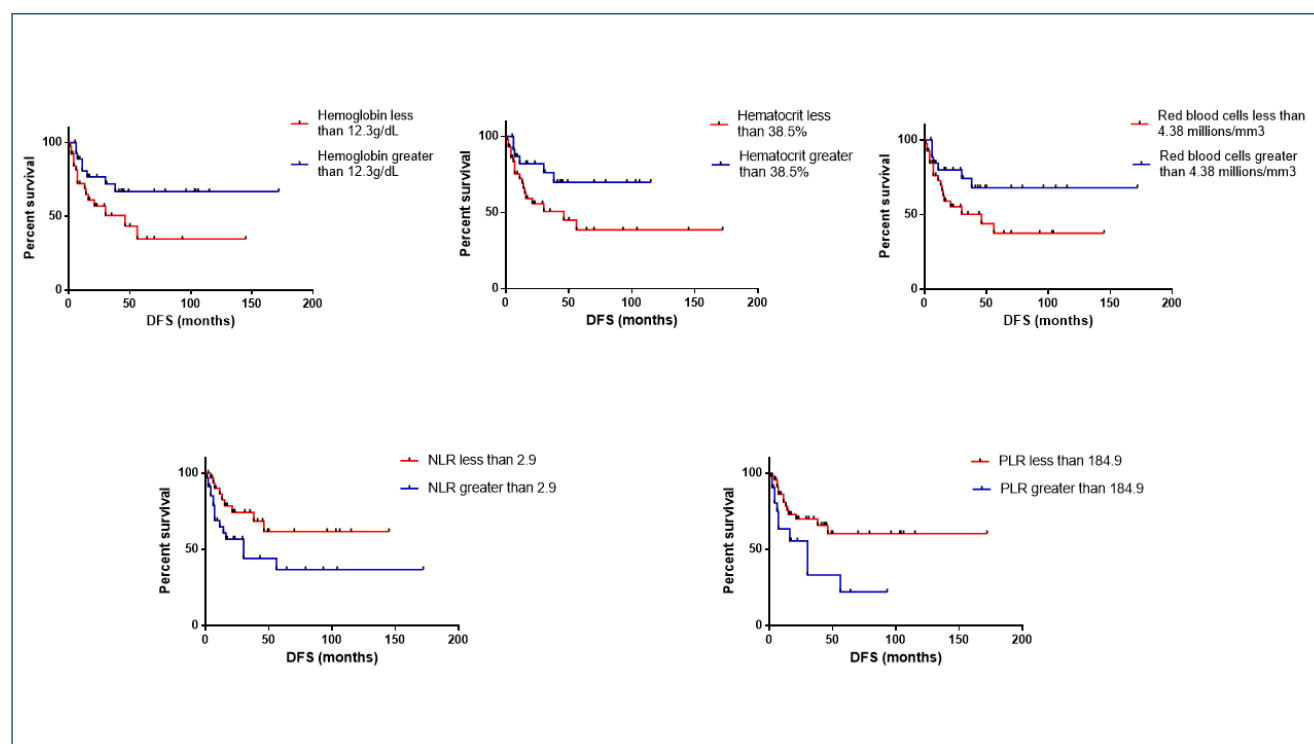 Hemoglobin less
than 12.3g/dL
Hemoglobin greater
than 12.3g/dL
Percent survival
100
50
0
0
50
100
150
200
DFS (months)
Hematocrit less
than 38.5%
Hematocrit greater
than 38.5%
Percent survival
100
50
0
0
50
100
150
200
DFS (months)
Red blood cells less than
4.38 millions/mm3
Red blood cells greater
than 4.38 millions/mm3
Percent survival
100
50
0
0
50
100
150
200
DFS (months)
NLR less than 2.9
NLR greater than 2.9
Percent survival
100
50
0
0
50
100
150
200
DFS (months)
PLR less than 184.9
PLR greater than 184.9
Percent survival
100
50
0
0
50
100
150
200
DFS (months)